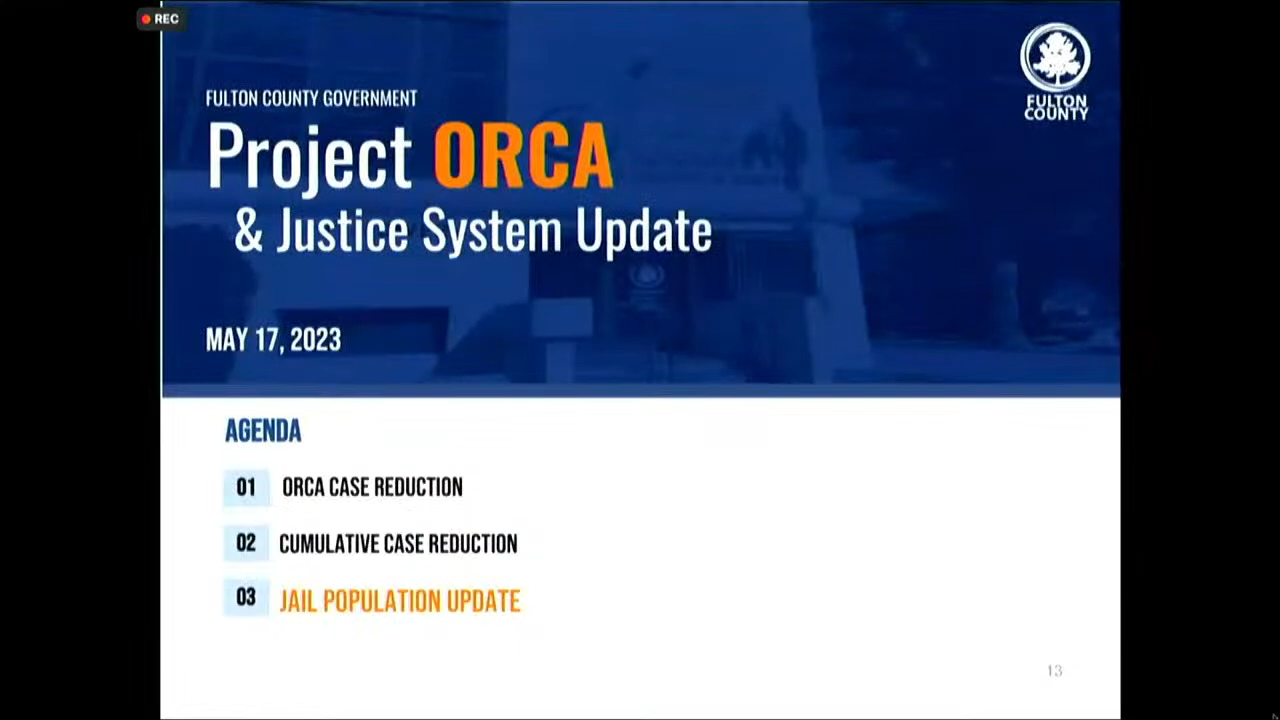 REC
FULTON COUNTY GOVERNMENT
Project ORCA
& Justice System Update
MAY 17, 2023
FULTON
COUNTY
AGENDA
01 ORCA CASE REDUCTION
02 CUMULATIVE CASE REDUCTION
03 JAIL POPULATION UPDATE
13